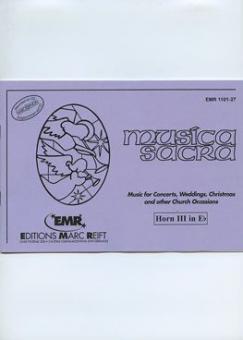 EMR 1101-27
musica
sacra
Music for Concerts, Weddings, Christmas
and other Church Occasions
Horn III in E♭
EMR
EDITIONS MARC REIFT